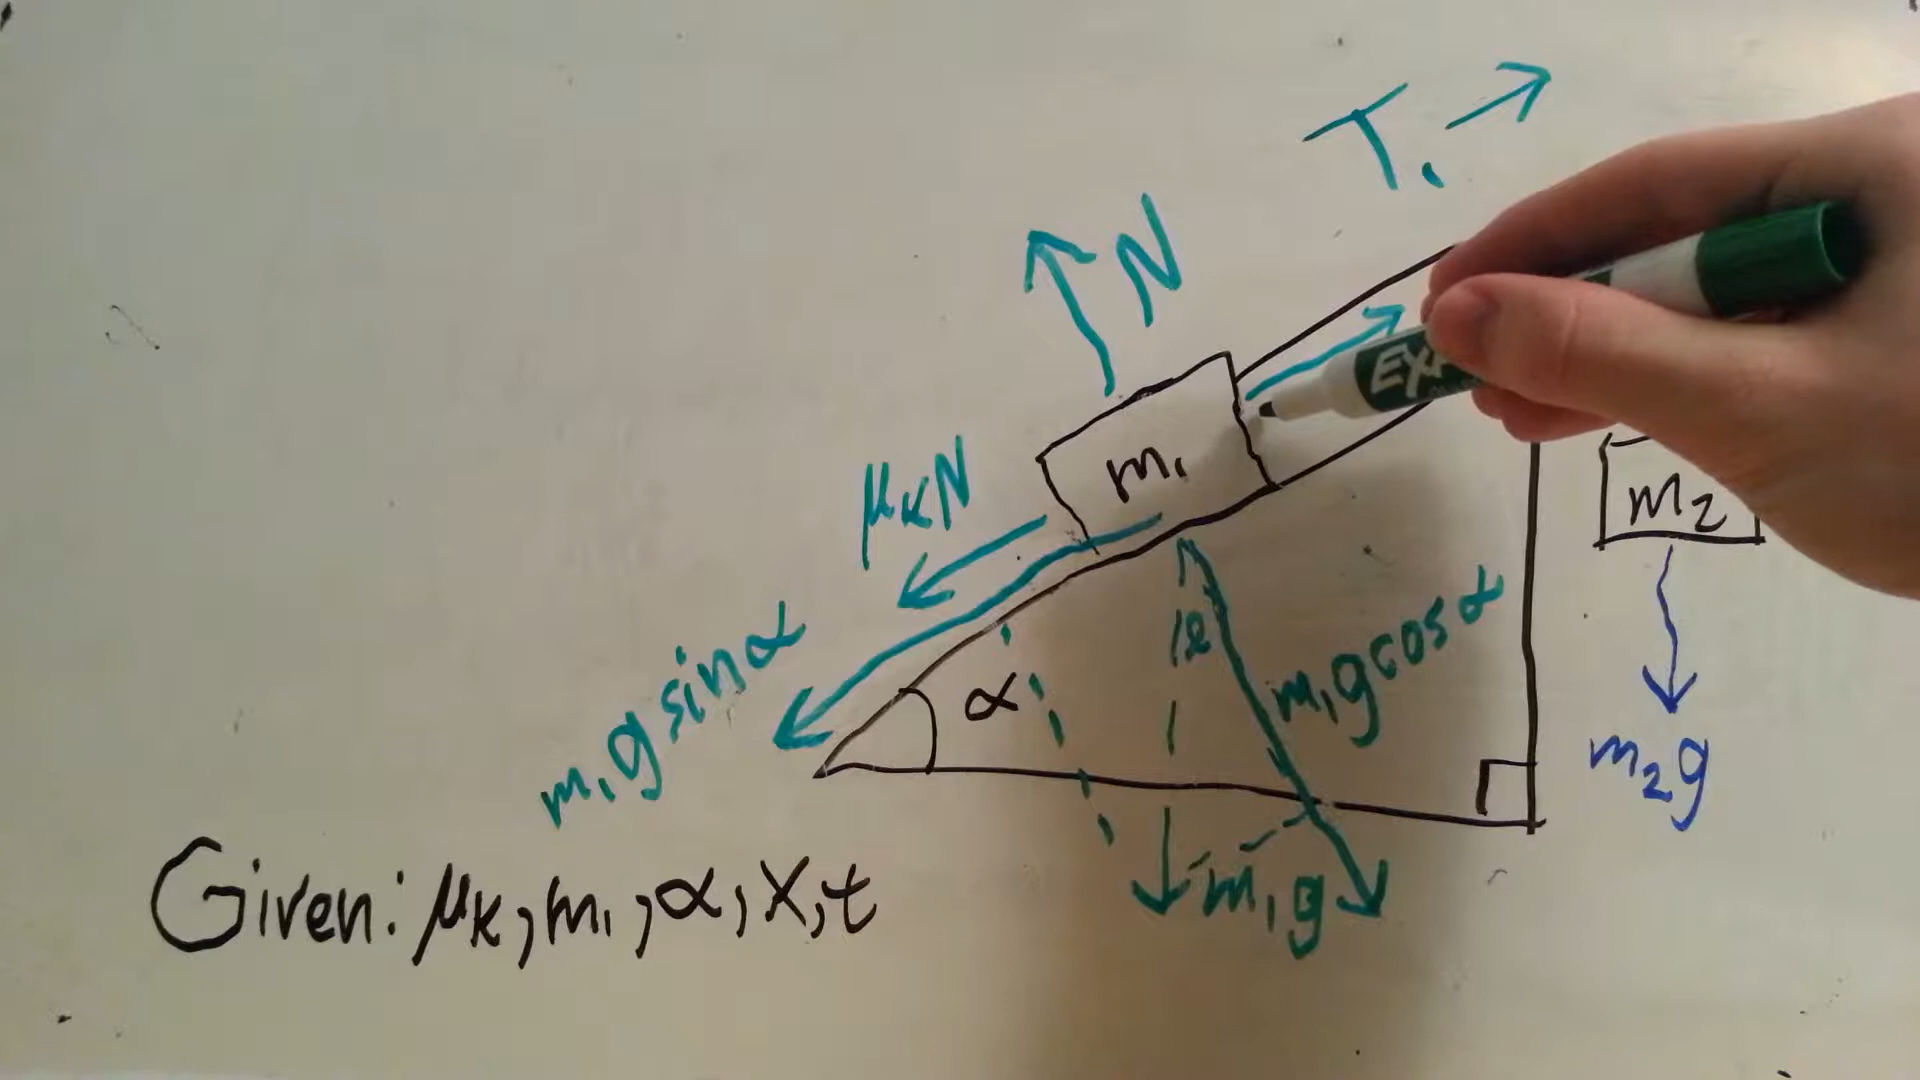 T₁
N
μₖN
m₁
m₂
m₁g sinα
α
m₁g cosα
m₂g
m₁g
Given: μₖ, m₁, α, x, t